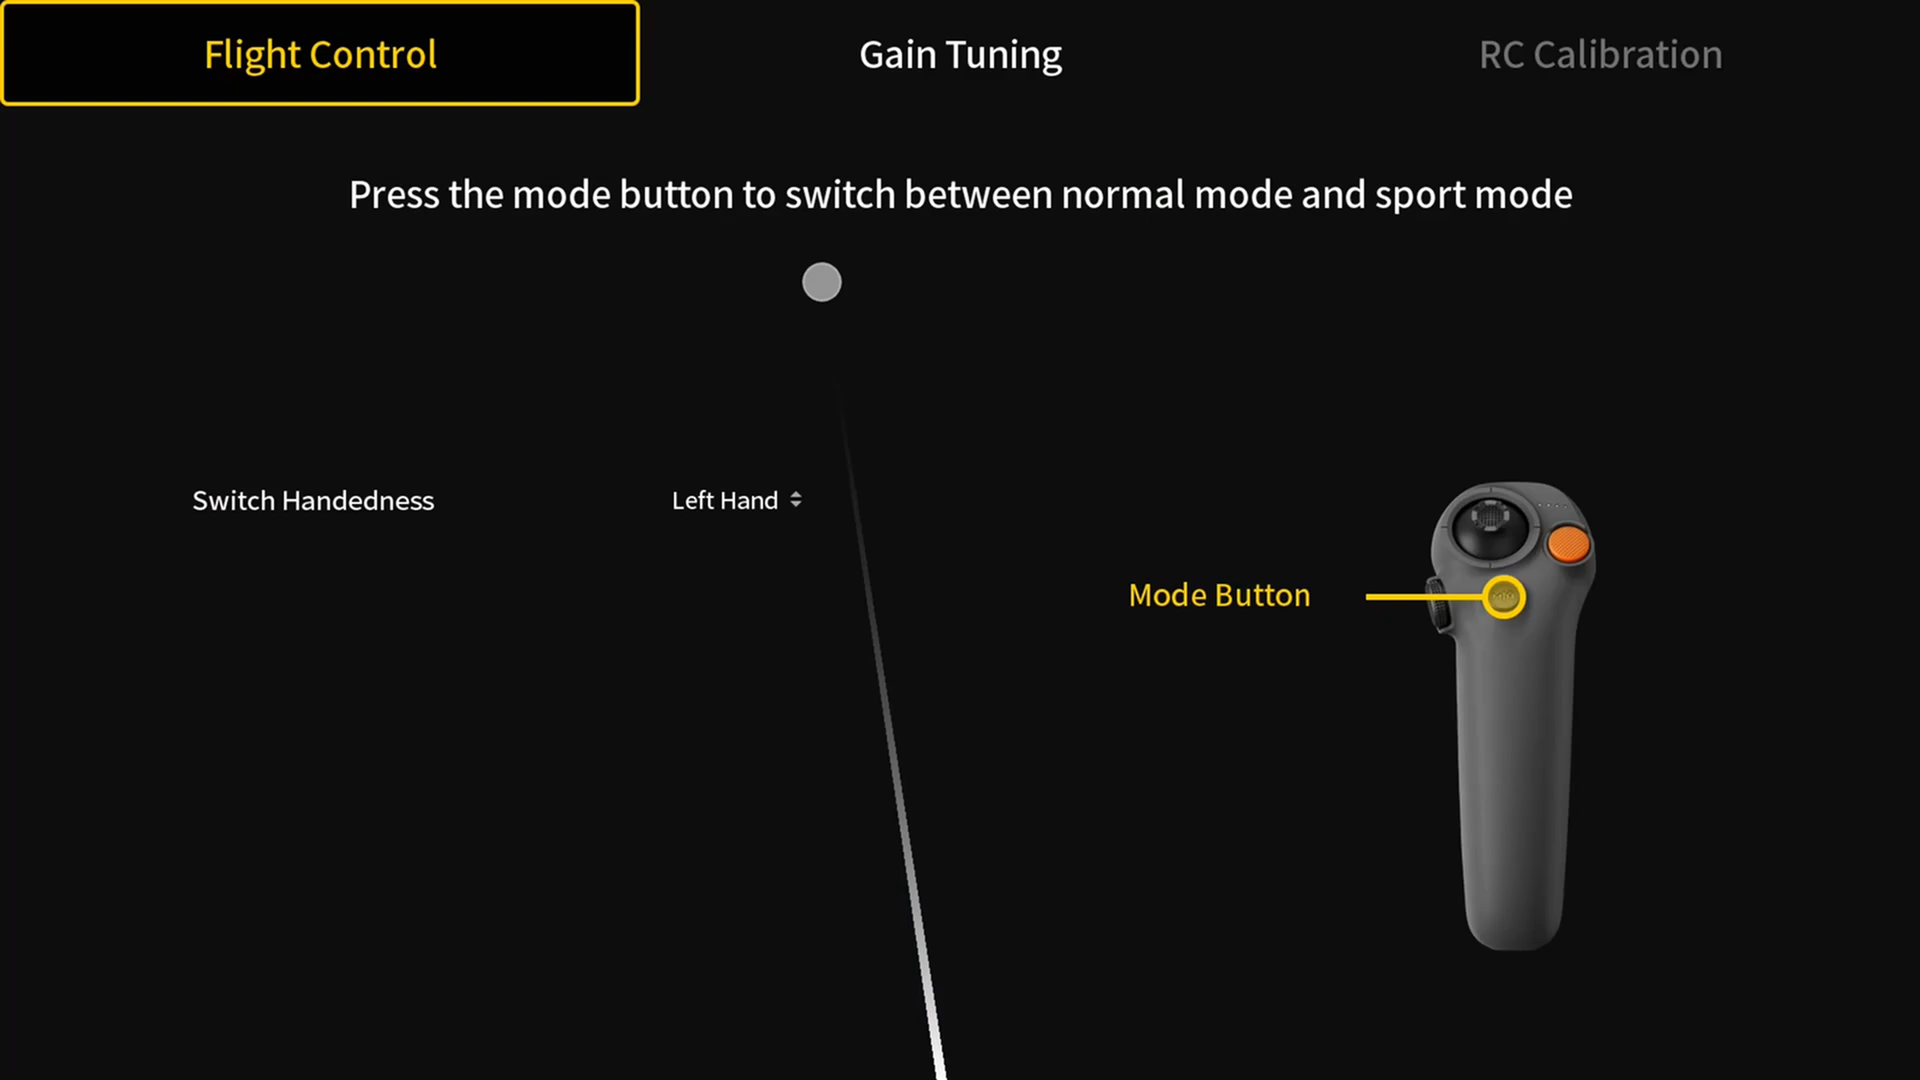 Flight Control
Gain Tuning
RC Calibration
Press the mode button to switch between normal mode and sport mode
Switch Handedness
Left Hand
Mode Button